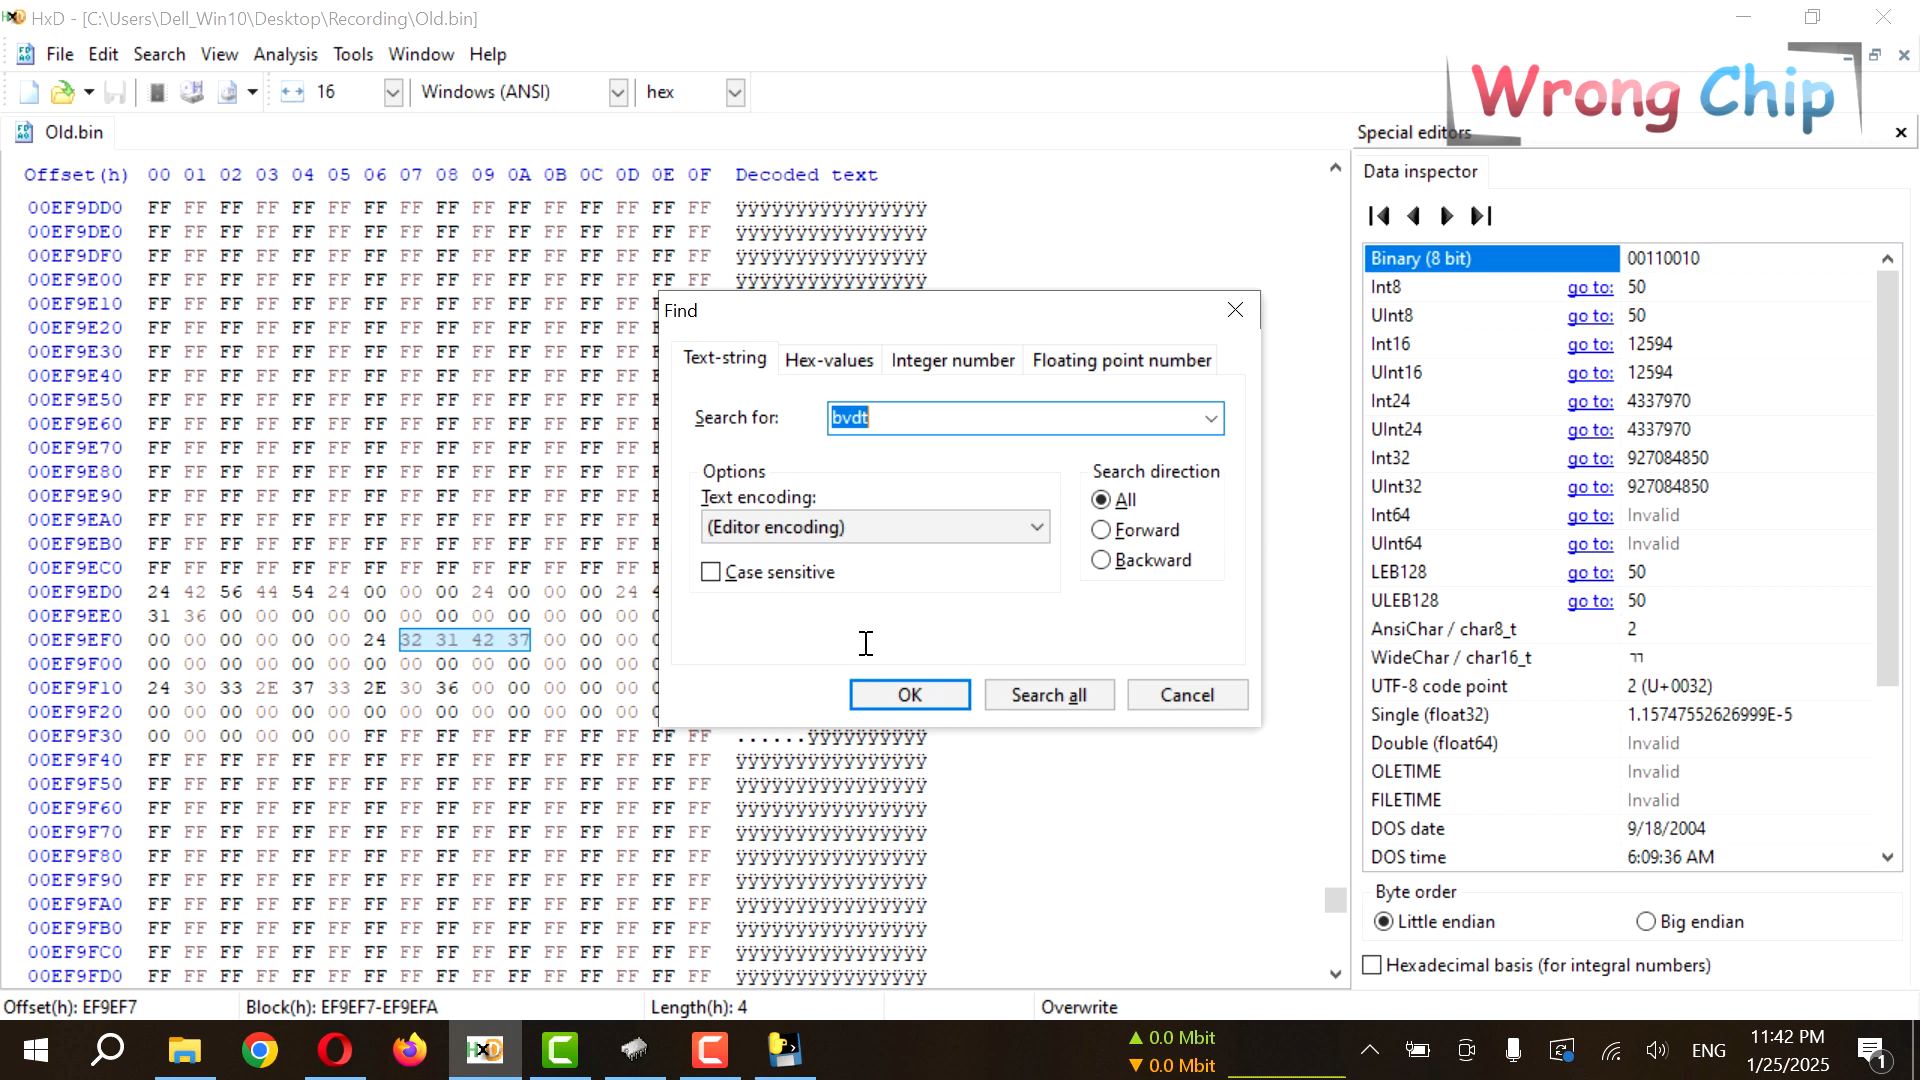 HxD - [C:\Users\Dell_Win10\Desktop\Recording\Old.bin]
File Edit Search View Analysis Tools Window Help
16 Windows (ANSI) hex
Wrong Chip
Old.bin
Special editors
Offset(h) 00 01 02 03 04 05 06 07 08 09 0A 0B 0C 0D 0E 0F Decoded text
00EF9DD0 FF FF FF FF FF FF FF FF FF FF FF FF FF FF FF FF ÿÿÿÿÿÿÿÿÿÿÿÿÿÿÿÿ
00EF9DE0 FF FF FF FF FF FF FF FF FF FF FF FF FF FF FF FF ÿÿÿÿÿÿÿÿÿÿÿÿÿÿÿÿ
00EF9DF0 FF FF FF FF FF FF FF FF FF FF FF FF FF FF FF FF ÿÿÿÿÿÿÿÿÿÿÿÿÿÿÿÿ
00EF9E00 FF FF FF FF FF FF FF FF FF FF FF FF FF FF FF FF ÿÿÿÿÿÿÿÿÿÿÿÿÿÿÿÿ
00EF9E10 FF FF FF FF FF FF FF FF FF FF FF FF FF FF
00EF9E20 FF FF FF FF FF FF FF FF FF FF FF FF FF FF
00EF9E30 FF FF FF FF FF FF FF FF FF FF FF FF FF FF
00EF9E40 FF FF FF FF FF FF FF FF FF FF FF FF FF FF
00EF9E50 FF FF FF FF FF FF FF FF FF FF FF FF FF FF
00EF9E60 FF FF FF FF FF FF FF FF FF FF FF FF FF FF
00EF9E70 FF FF FF FF FF FF FF FF FF FF FF FF FF FF
00EF9E80 FF FF FF FF FF FF FF FF FF FF FF FF FF FF
00EF9E90 FF FF FF FF FF FF FF FF FF FF FF FF FF FF
00EF9EA0 FF FF FF FF FF FF FF FF FF FF FF FF FF FF
00EF9EB0 FF FF FF FF FF FF FF FF FF FF FF FF FF FF
00EF9EC0 FF FF FF FF FF FF FF FF FF FF FF FF FF FF
00EF9ED0 24 42 56 44 54 24 00 00 00 24 00 00 00 24
00EF9EE0 31 36 00 00 00 00 00 00 00 00 00 00 00 00
00EF9EF0 00 00 00 00 00 00 24 32 31 42 37 00 00 00
00EF9F00 00 00 00 00 00 00 00 00 00 00 00 00 00 00
00EF9F10 24 30 33 2E 37 33 2E 30 36 00 00 00 00 00
00EF9F20 00 00 00 00 00 00 00 00 00 00 00 00 00 00
00EF9F30 00 00 00 00 00 00 FF FF FF FF FF FF FF FF FF FF ......ÿÿÿÿÿÿÿÿÿÿ
00EF9F40 FF FF FF FF FF FF FF FF FF FF FF FF FF FF FF FF ÿÿÿÿÿÿÿÿÿÿÿÿÿÿÿÿ
00EF9F50 FF FF FF FF FF FF FF FF FF FF FF FF FF FF FF FF ÿÿÿÿÿÿÿÿÿÿÿÿÿÿÿÿ
00EF9F60 FF FF FF FF FF FF FF FF FF FF FF FF FF FF FF FF ÿÿÿÿÿÿÿÿÿÿÿÿÿÿÿÿ
00EF9F70 FF FF FF FF FF FF FF FF FF FF FF FF FF FF FF FF ÿÿÿÿÿÿÿÿÿÿÿÿÿÿÿÿ
00EF9F80 FF FF FF FF FF FF FF FF FF FF FF FF FF FF FF FF ÿÿÿÿÿÿÿÿÿÿÿÿÿÿÿÿ
00EF9F90 FF FF FF FF FF FF FF FF FF FF FF FF FF FF FF FF ÿÿÿÿÿÿÿÿÿÿÿÿÿÿÿÿ
00EF9FA0 FF FF FF FF FF FF FF FF FF FF FF FF FF FF FF FF ÿÿÿÿÿÿÿÿÿÿÿÿÿÿÿÿ
00EF9FB0 FF FF FF FF FF FF FF FF FF FF FF FF FF FF FF FF ÿÿÿÿÿÿÿÿÿÿÿÿÿÿÿÿ
00EF9FC0 FF FF FF FF FF FF FF FF FF FF FF FF FF FF FF FF ÿÿÿÿÿÿÿÿÿÿÿÿÿÿÿÿ
00EF9FD0 FF FF FF FF FF FF FF FF FF FF FF FF FF FF FF FF ÿÿÿÿÿÿÿÿÿÿÿÿÿÿÿÿ
Find
Text-string Hex-values Integer number Floating point number
Search for: bvdt
Options
Text encoding:
(Editor encoding)
Case sensitive
Search direction
All
Forward
Backward
OK Search all Cancel
Data inspector
Binary (8 bit) 00110010
Int8 go to: 50
UInt8 go to: 50
Int16 go to: 12594
UInt16 go to: 12594
Int24 go to: 4337970
UInt24 go to: 4337970
Int32 go to: 927084850
UInt32 go to: 927084850
Int64 go to: Invalid
UInt64 go to: Invalid
LEB128 go to: 50
ULEB128 go to: 50
AnsiChar / char8_t 2
WideChar / char16_t
UTF-8 code point 2 (U+0032)
Single (float32) 1.15747552626999E-5
Double (float64) Invalid
OLETIME Invalid
FILETIME Invalid
DOS date 9/18/2004
DOS time 6:09:36 AM
Byte order
Little endian Big endian
Hexadecimal basis (for integral numbers)
Offset(h): EF9EF7 Block(h): EF9EF7-EF9EFA Length(h): 4 Overwrite
0.0 Mbit
0.0 Mbit
ENG
11:42 PM
1/25/2025
1